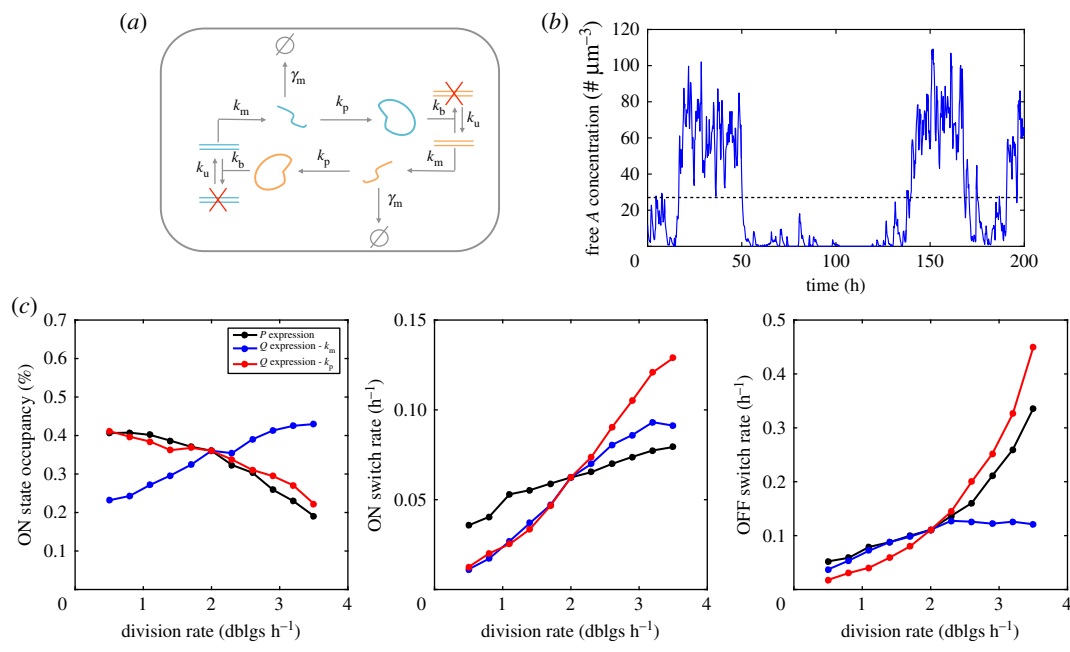 (a)
∅
γm
km
kp
kb
ku
ku
kb
kp
km
γm
∅
(b)
free A concentration (# μm−3)
120
100
80
60
40
20
0
50
100
150
200
time (h)
(c)
ON state occupancy (%)
0.7
0.6
0.5
0.4
0.3
0.2
0.1
0
1
2
3
4
division rate (dblgs h−1)
P expression
Q expression - km
Q expression - kp
ON switch rate (h−1)
0.15
0.10
0.05
0
1
2
3
4
division rate (dblgs h−1)
OFF switch rate (h−1)
0.5
0.4
0.3
0.2
0.1
0
1
2
3
4
division rate (dblgs h−1)